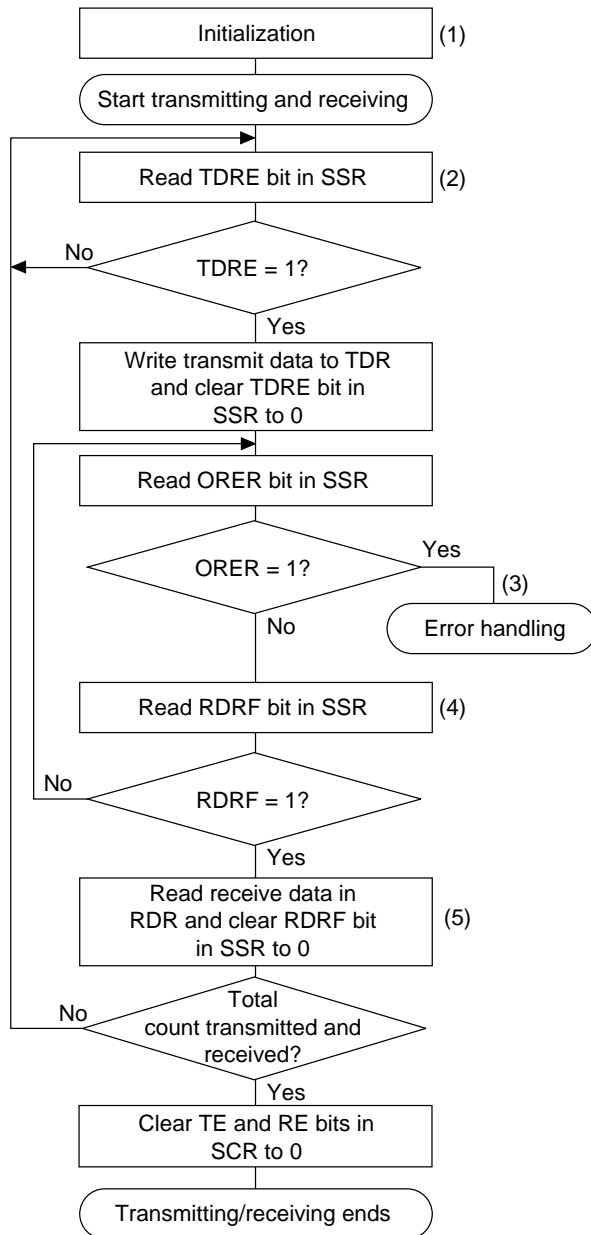 Initialization
(1)
Start transmitting and receiving
Read TDRE bit in SSR
(2)
No
TDRE = 1?
Yes
Write transmit data to TDR
and clear TDRE bit in
SSR to 0
Read ORER bit in SSR
Yes
ORER = 1?
(3)
No
Error handling
Read RDRF bit in SSR
(4)
No
RDRF = 1?
Yes
Read receive data in
RDR and clear RDRF bit
in SSR to 0
(5)
No
Total
count transmitted and
received?
Yes
Clear TE and RE bits in
SCR to 0
Transmitting/receiving ends